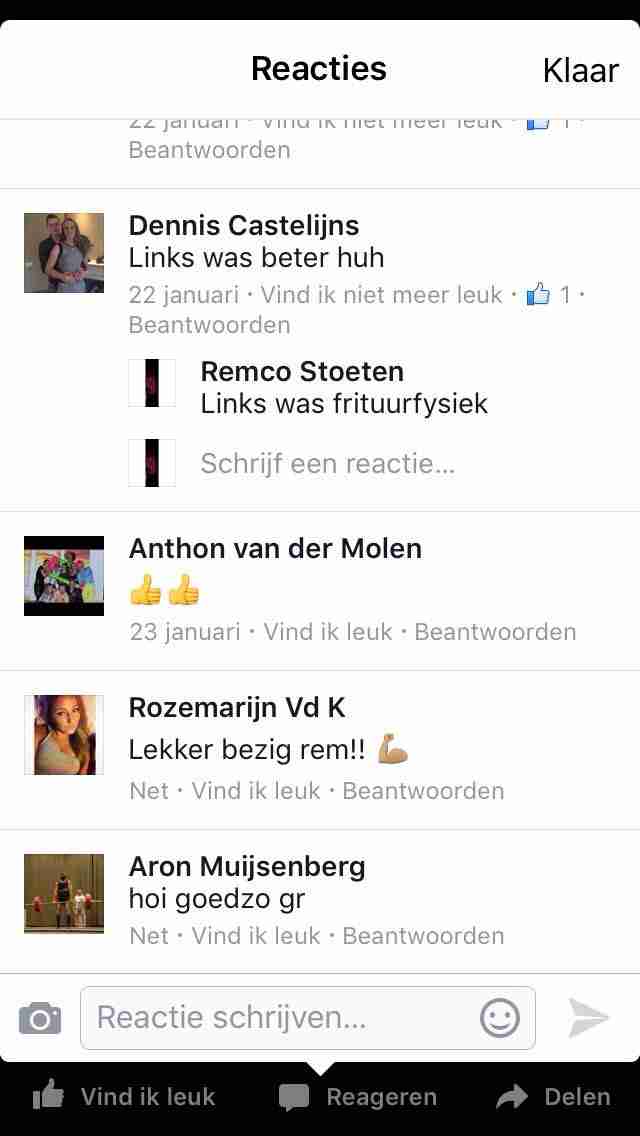 Reacties
Klaar
22 januari · Vind ik niet meer leuk · 1 ·
Beantwoorden
Dennis Castelijns
Links was beter huh
22 januari · Vind ik niet meer leuk · 1 ·
Beantwoorden
Remco Stoeten
Links was frituurfysiek
Schrijf een reactie...
Anthon van der Molen
👍👍
23 januari · Vind ik leuk · Beantwoorden
Rozemarijn Vd K
Lekker bezig rem!! 💪🏽
Net · Vind ik leuk · Beantwoorden
Aron Muijsenberg
hoi goedzo gr
Net · Vind ik leuk · Beantwoorden
Reactie schrijven...
Vind ik leuk
Reageren
Delen